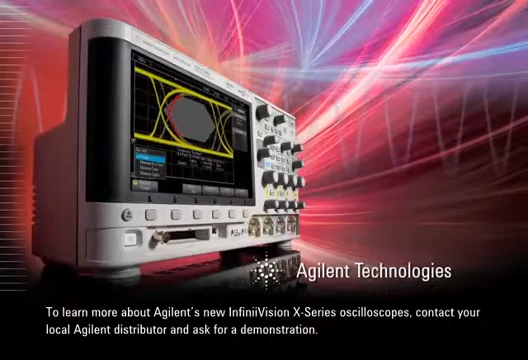 Agilent Technologies
To learn more about Agilent's new InfiniiVision X-Series oscilloscopes, contact your
local Agilent distributor and ask for a demonstration.